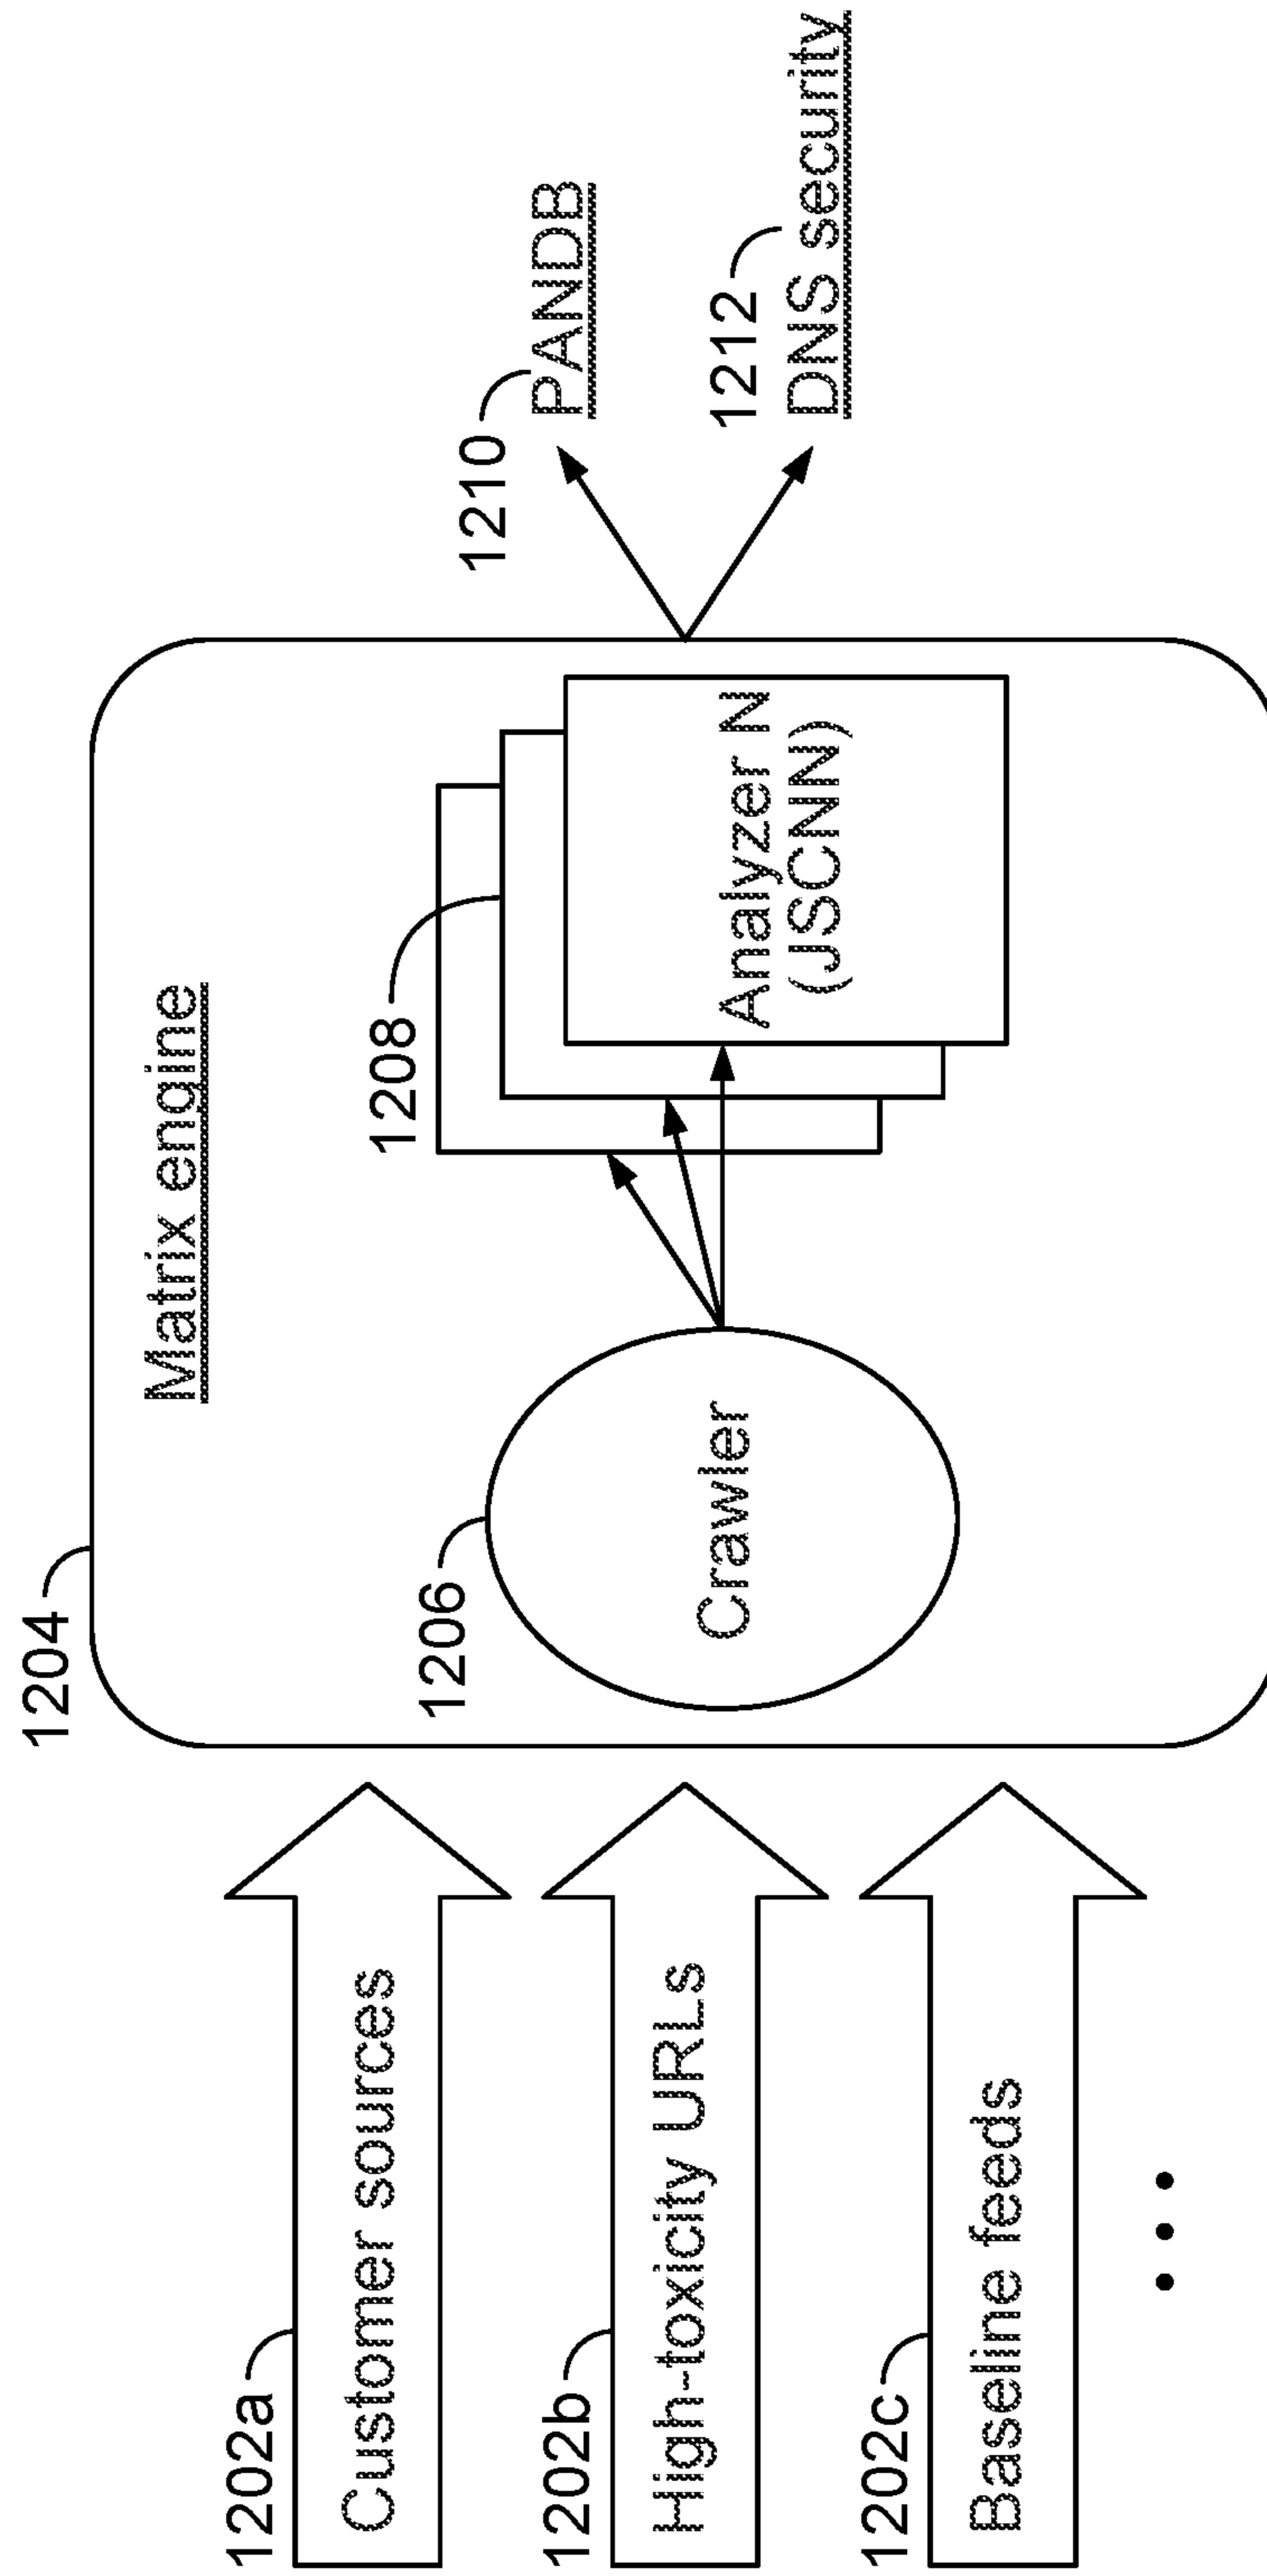 1202a
Customer sources
1202b
High-toxicity URLs
1202c
Baseline feeds
1204
Matrix engine
1206
Crawler
1208
Analyzer N
(JSCNN)
1210
PANDB
1212
DNS security